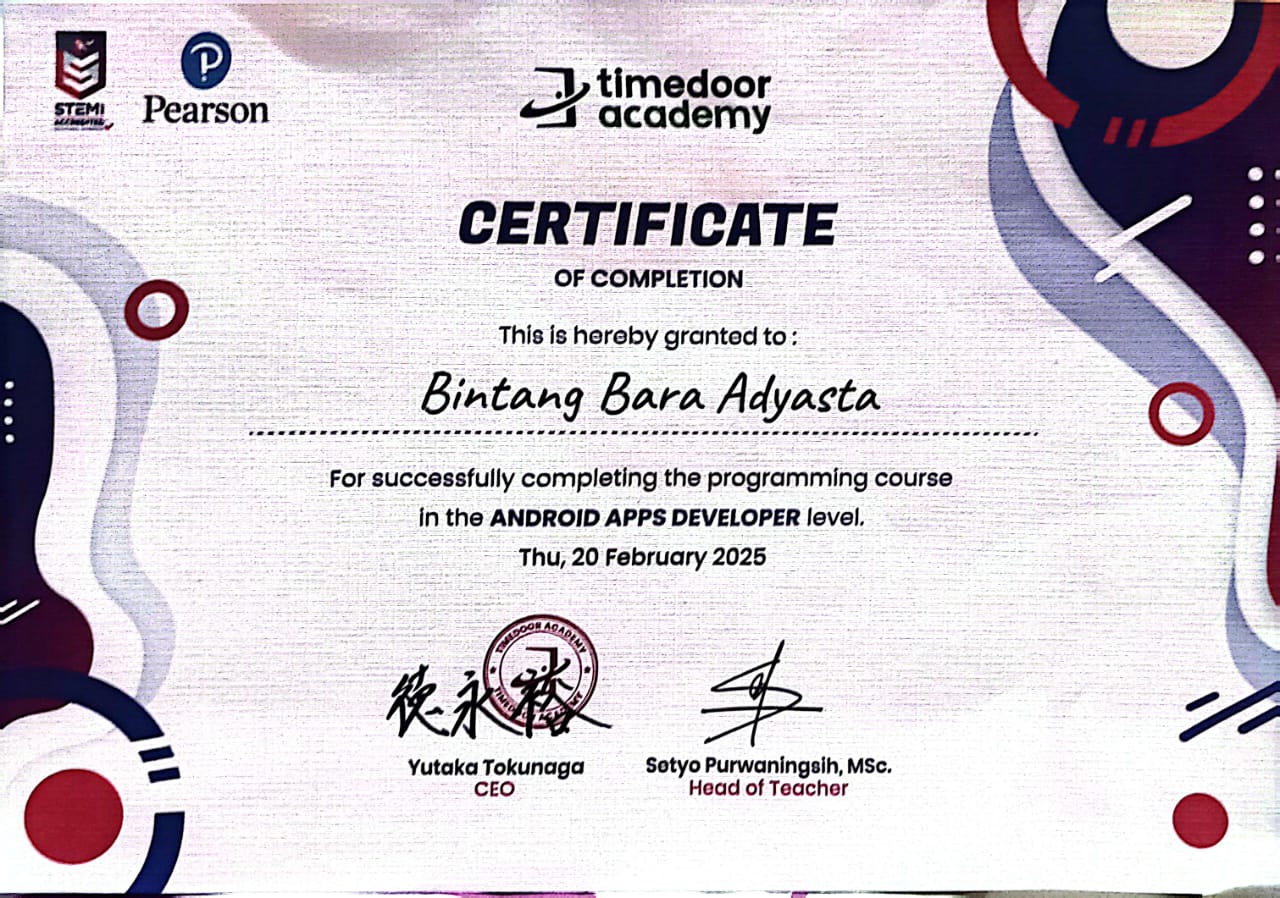 STEMI
ACCREDITED
Pearson
timedoor
academy
CERTIFICATE
OF COMPLETION
This is hereby granted to :
Bintang Bara Adyasta
For successfully completing the programming course
in the ANDROID APPS DEVELOPER level.
Thu, 20 February 2025
TIMEDOOR ACADEMY
TIMEDOOR ACADEMY
徳永裕
Yutaka Tokunaga
CEO
Setyo Purwaningsih, MSc.
Head of Teacher